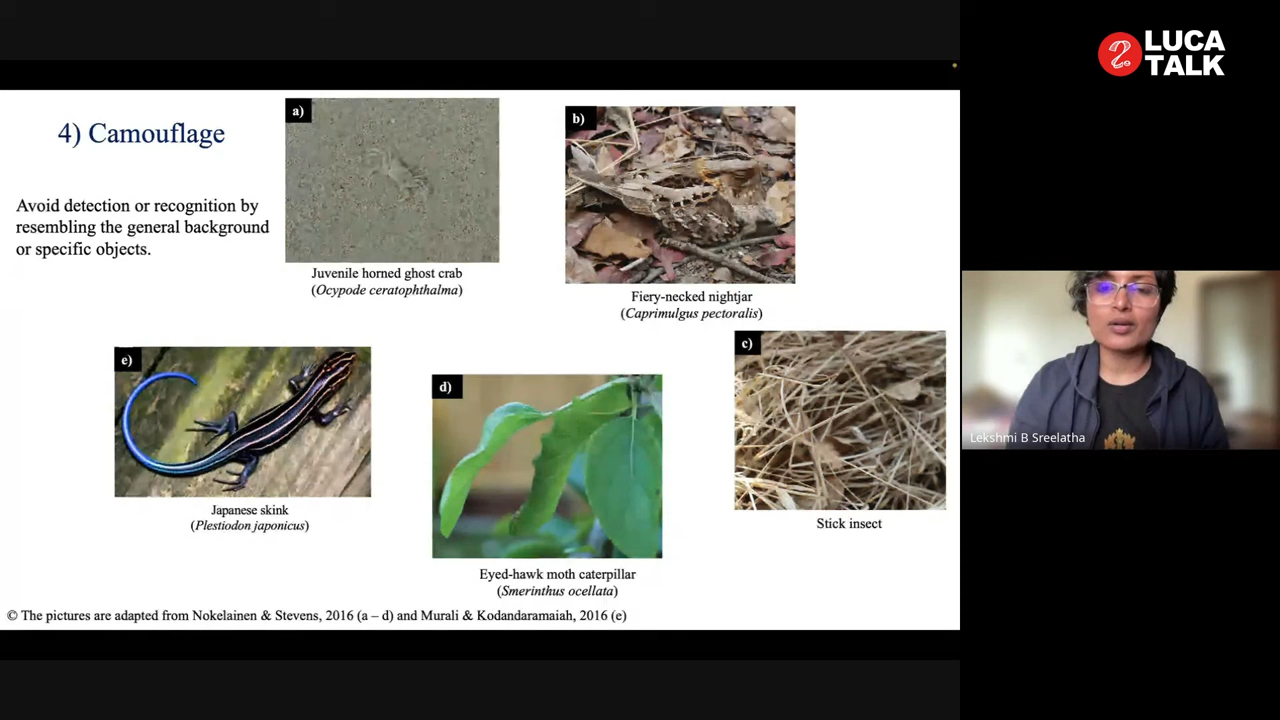 LUCA
TALK
4) Camouflage
Avoid detection or recognition by
resembling the general background
or specific objects.
a)
Juvenile horned ghost crab
(Ocypode ceratophthalma)
b)
Fiery-necked nightjar
(Caprimulgus pectoralis)
c)
Stick insect
d)
Eyed-hawk moth caterpillar
(Smerinthus ocellata)
e)
Japanese skink
(Plestiodon japonicus)
© The pictures are adapted from Nokelainen & Stevens, 2016 (a – d) and Murali & Kodandaramaiah, 2016 (e)
Lekshmi B Sreelatha